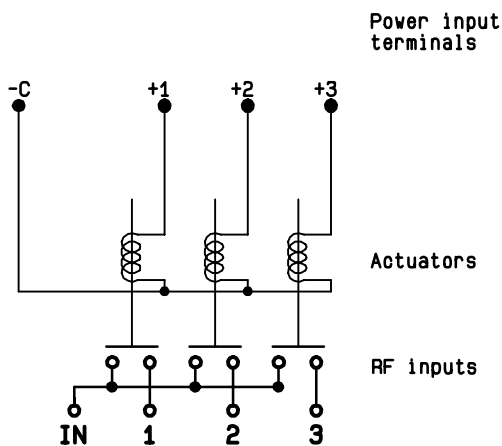 Power input
terminals
-C +1 +2 +3
Actuators
RF inputs
IN 1 2 3